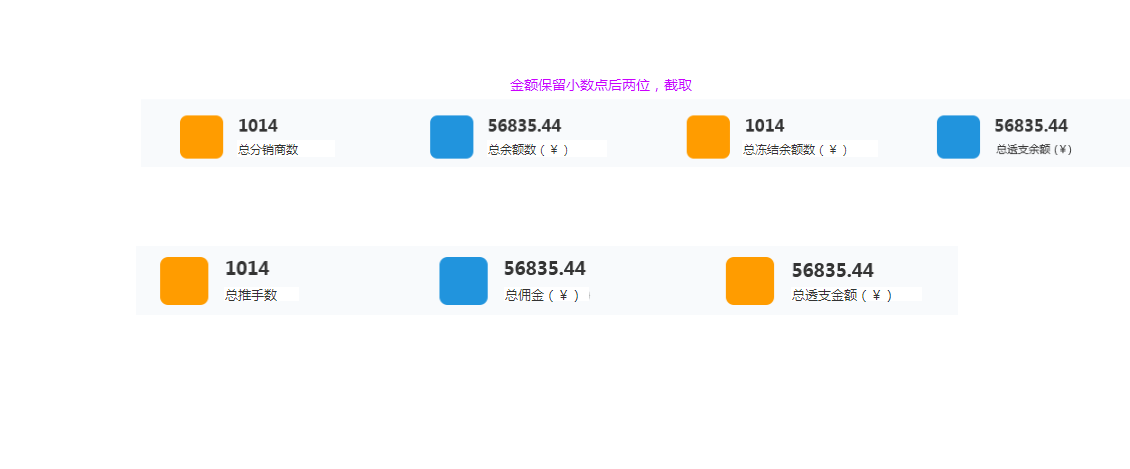 金额保留小数点后两位，截取
1014 56835.44 1014 56835.44
总分销商数 总余额数（￥） 总冻结余额数（￥） 总透支余额 (￥)
1014 56835.44 56835.44
总推手数 总佣金（￥） 总透支金额（￥）